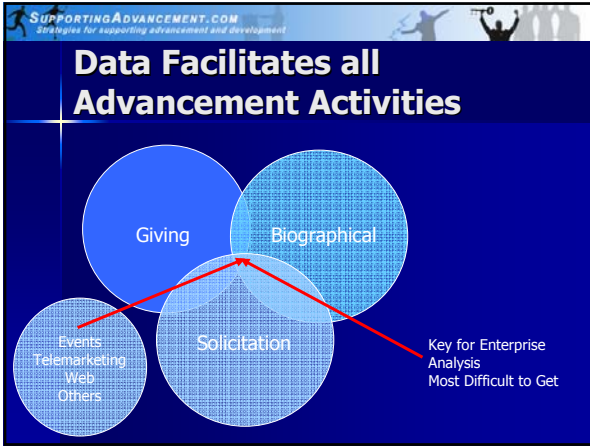 SUPPORTINGADVANCEMENT.COM
Strategies for supporting advancement and development
Data Facilitates all
Advancement Activities
Giving
Biographical
Solicitation
Events
Telemarketing
Web
Others
Key for Enterprise
Analysis
Most Difficult to Get